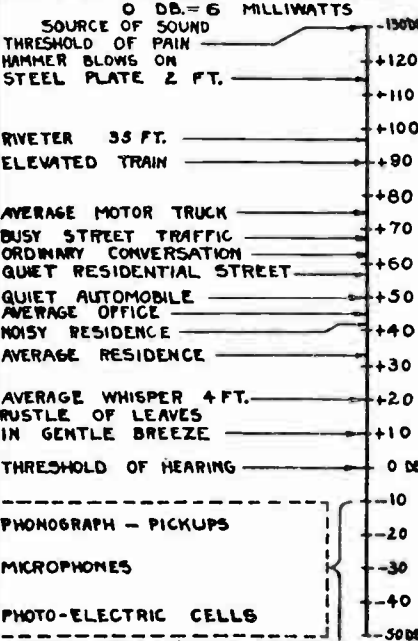 0 DB. = 6 MILLIWATTS
SOURCE OF SOUND
-130DB
THRESHOLD OF PAIN
HAMMER BLOWS ON
+120
STEEL PLATE 2 FT.
+110
+100
RIVETER 35 FT.
ELEVATED TRAIN
+90
+80
AVERAGE MOTOR TRUCK
+70
BUSY STREET TRAFFIC
ORDINARY CONVERSATION
+60
QUIET RESIDENTIAL STREET
QUIET AUTOMOBILE
+50
AVERAGE OFFICE
NOISY RESIDENCE
+40
AVERAGE RESIDENCE
+30
AVERAGE WHISPER 4 FT.
+20
RUSTLE OF LEAVES
IN GENTLE BREEZE
+10
THRESHOLD OF HEARING
0 DB
-10
PHONOGRAPH - PICKUPS
-20
MICROPHONES
-30
-40
PHOTO-ELECTRIC CELLS
-50DB